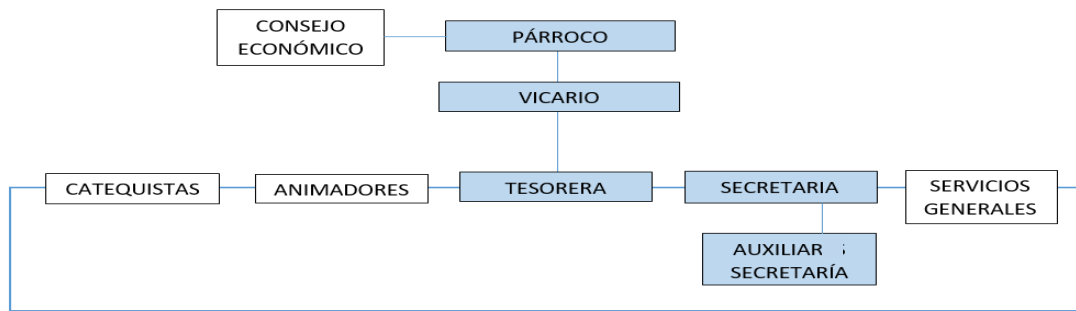 CONSEJO
ECONÓMICO
PÁRROCO
VICARIO
CATEQUISTAS
ANIMADORES
TESORERA
SECRETARIA
SERVICIOS
GENERALES
AUXILIAR
SECRETARÍA